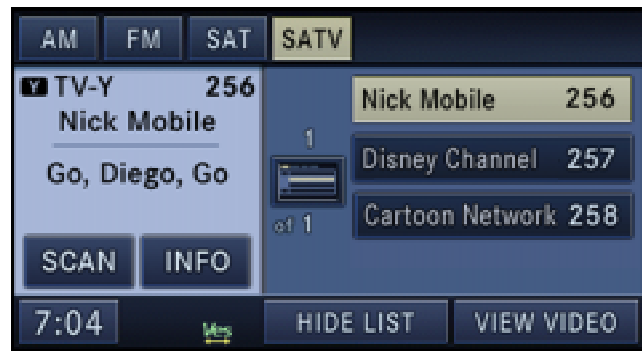 AM FM SAT SATV
Y TV-Y 256
Nick Mobile
Go, Diego, Go
SCAN INFO
1
of 1
Nick Mobile 256
Disney Channel 257
Cartoon Network 258
7:04 HIDE LIST VIEW VIDEO